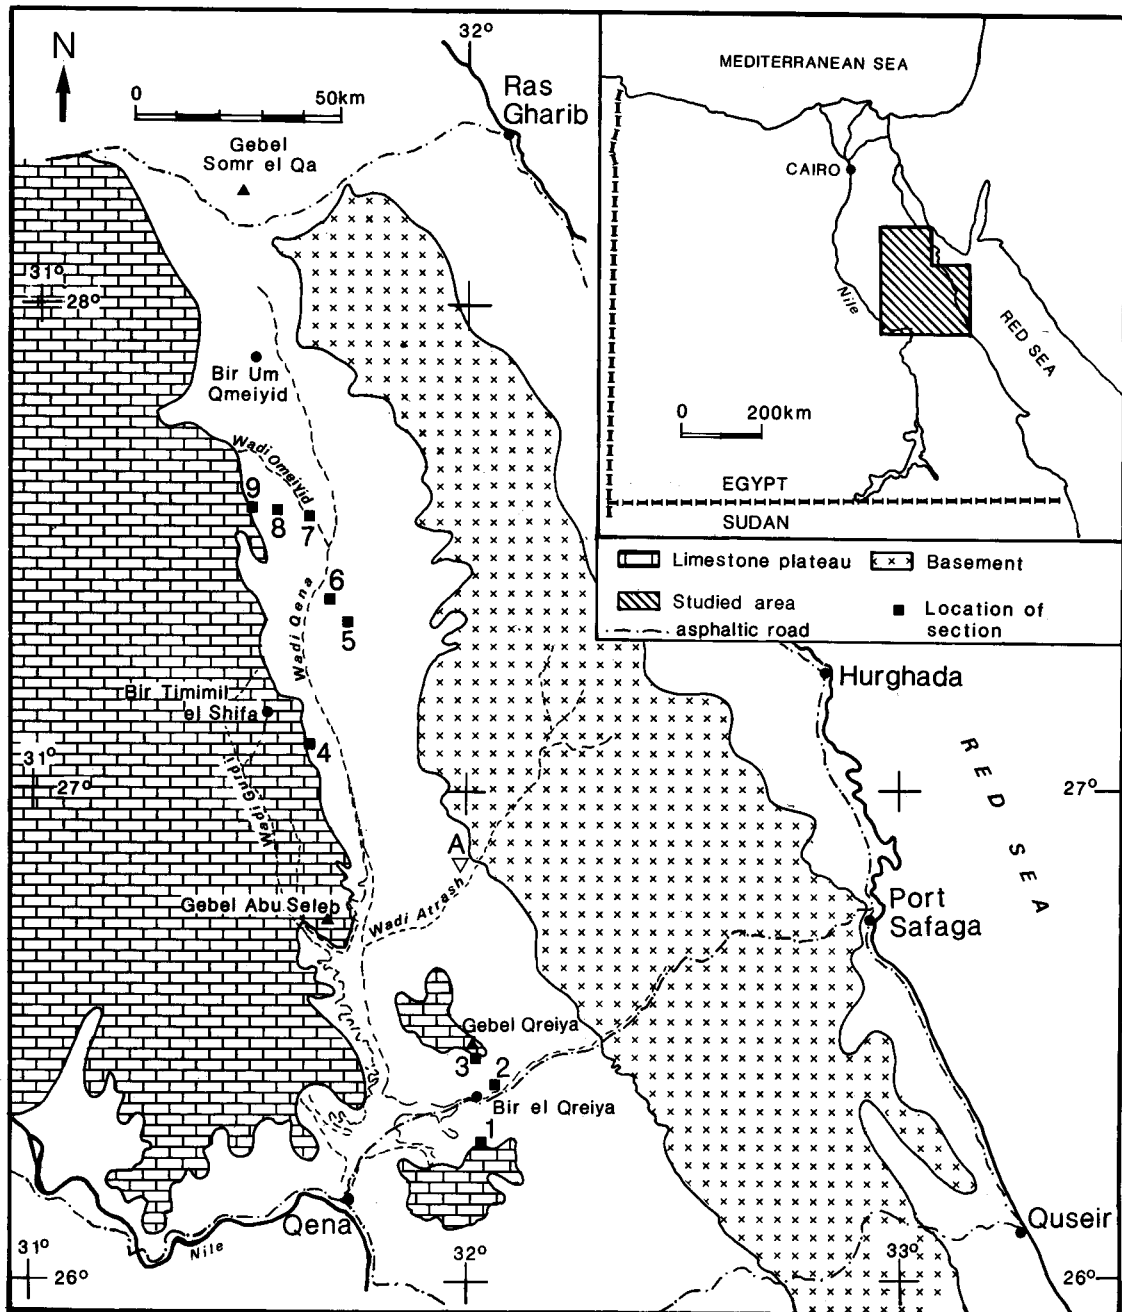 N
0 50km
Gebel
Somr el Qa
32°
Ras
Gharib
31°
28°
Bir Um
Qmeiyid
Wadi Qmeiyid
9
8
7
6
5
Wadi Qena
Bir Timimil
el Shifa
4
31°
27°
Wadi Gurdi
Gebel Abu Seleb
A
Wadi Atrash
Gebel Qreiya
3
2
Bir el Qreiya
1
Qena
Nile
31°
26°
32°
33°
26°
Quseir
Port
Safaga
27°
Hurghada
RED SEA
MEDITERRANEAN SEA
CAIRO
Nile
RED SEA
0 200km
EGYPT
SUDAN
Limestone plateau
Basement
Studied area
Location of
section
asphaltic road